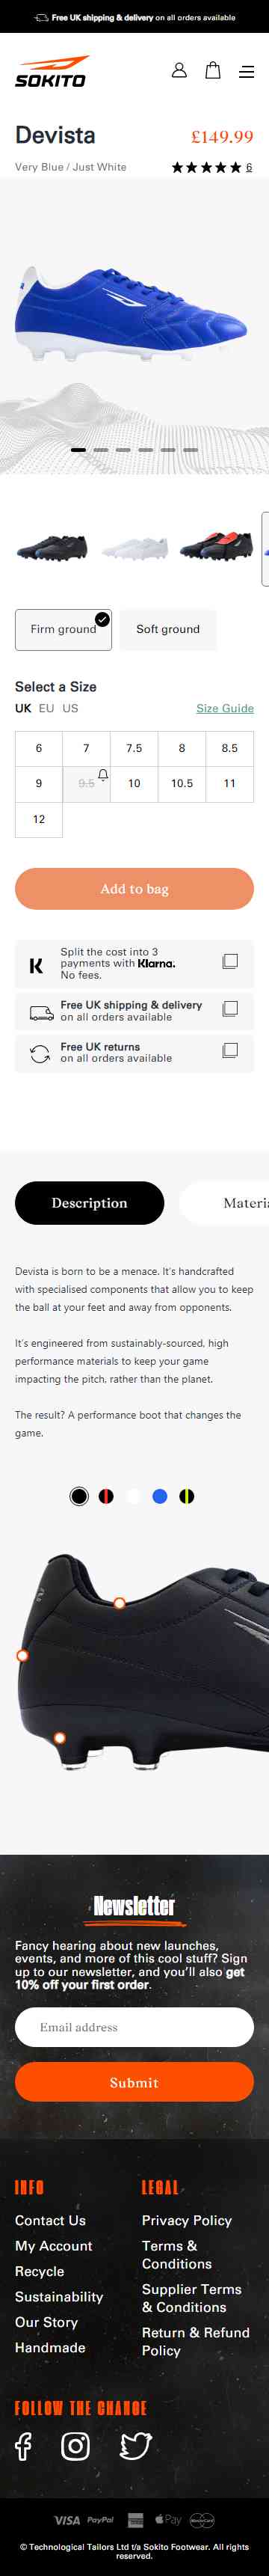 Free UK shipping & delivery on all orders available
SOKITO
Devista
£149.99
Very Blue / Just White
6
Firm ground
Soft ground
Select a Size
UK EU US
Size Guide
6 7 7.5 8 8.5
9 9.5 10 10.5 11
12
Add to bag
K
Split the cost into 3
payments with Klarna.
No fees.
Free UK shipping & delivery
on all orders available
Free UK returns
on all orders available
Description
Materia
Devista is born to be a menace. It's handcrafted
with specialised components that allow you to keep
the ball at your feet and away from opponents.
It's engineered from sustainably-sourced, high
performance materials to keep your game
impacting the pitch, rather than the planet.
The result? A performance boot that changes the
game.
Newsletter
Fancy hearing about new launches,
events, and more of this cool stuff? Sign
up to our newsletter, and you'll also get
10% off your first order.
Email address
Submit
INFO
Contact Us
My Account
Recycle
Sustainability
Our Story
Handmade
LEGAL
Privacy Policy
Terms &
Conditions
Supplier Terms
& Conditions
Return & Refund
Policy
FOLLOW THE CHANGE
VISA PayPal Pay
© Technological Tailors Ltd t/a Sokito Footwear. All rights
reserved.